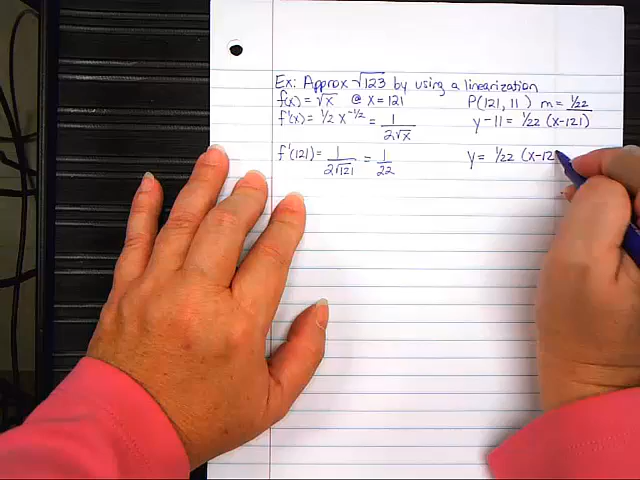 Ex: Approx √123 by using a linearization
f(x) = √x @ x = 121 P(121, 11) m = 1/22
f'(x) = 1/2 x^-1/2 = 1/2√x y - 11 = 1/22 (x-121)
f'(121) = 1/2√121 = 1/22 y = 1/22 (x-12